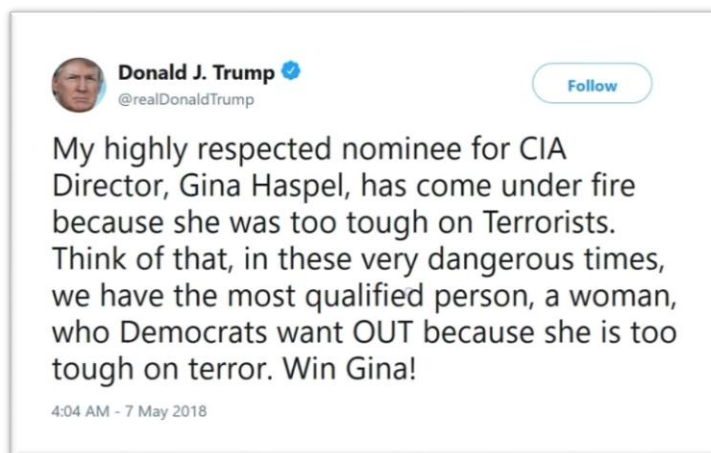 Donald J. Trump
@realDonaldTrump
Follow
My highly respected nominee for CIA
Director, Gina Haspel, has come under fire
because she was too tough on Terrorists.
Think of that, in these very dangerous times,
we have the most qualified person, a woman,
who Democrats want OUT because she is too
tough on terror. Win Gina!
4:04 AM - 7 May 2018